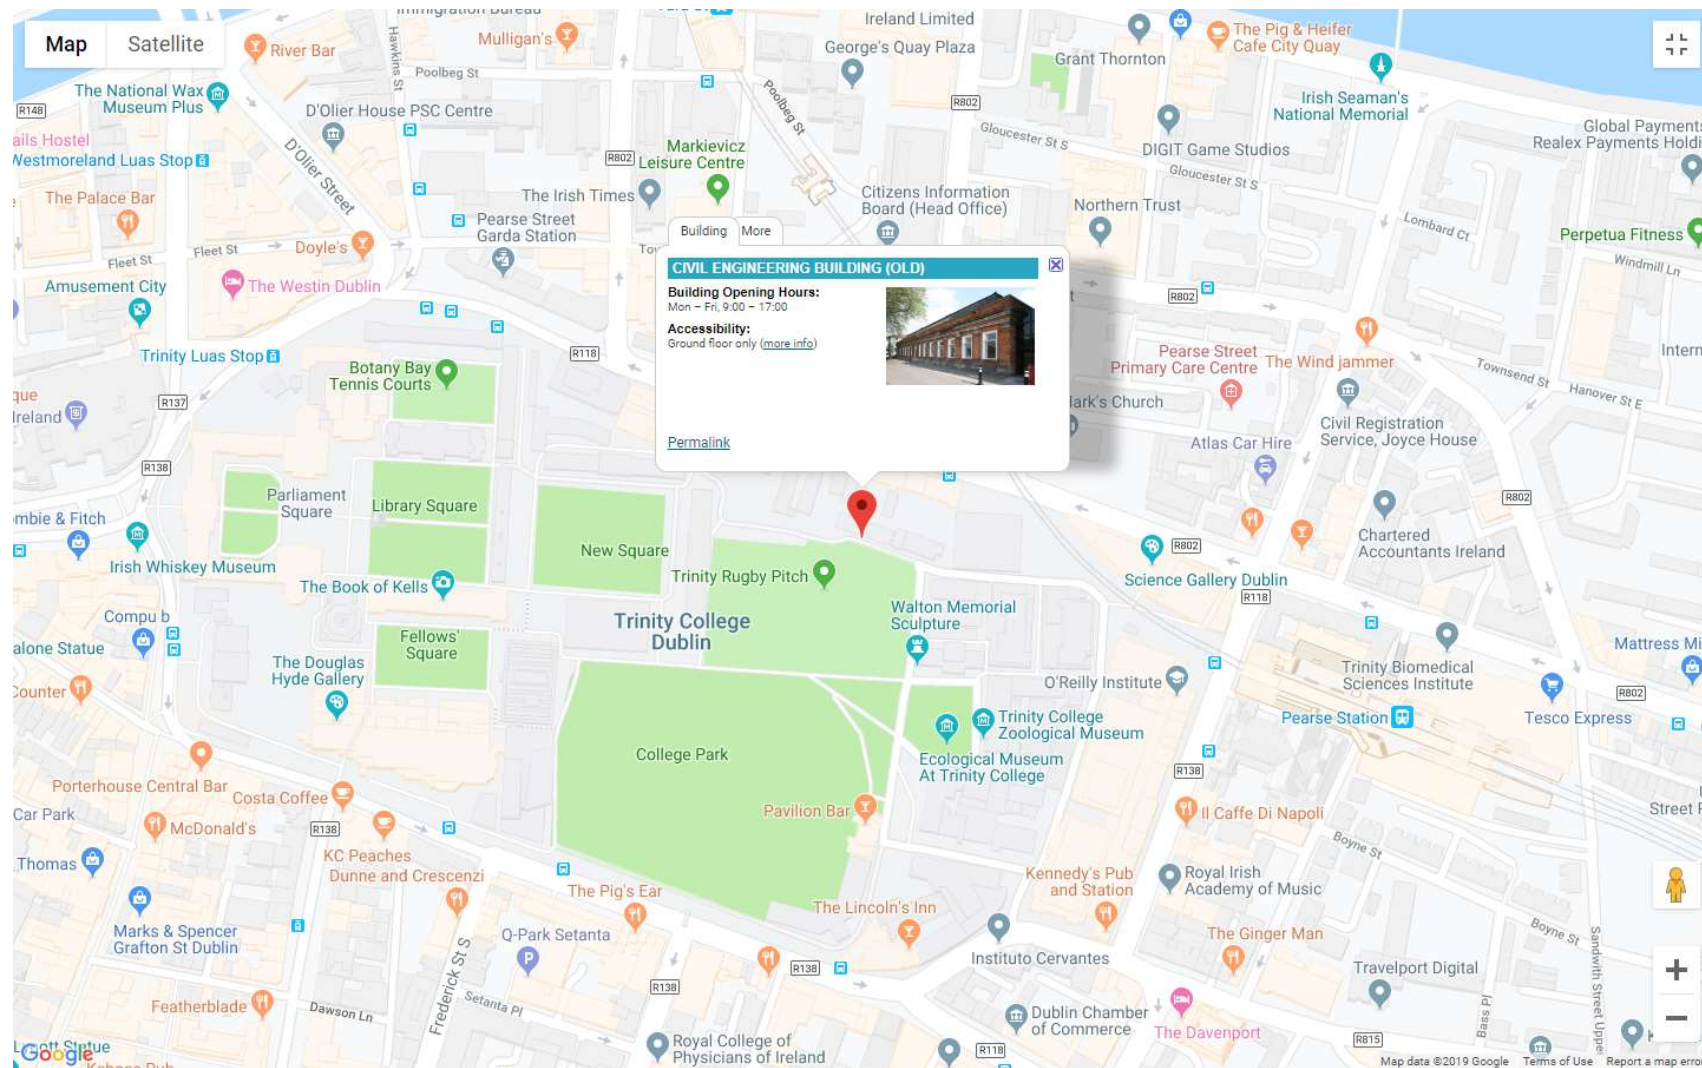 Immigration Bureau
Map
Satellite
River Bar
Mulligan's
Hawkins St
Poolbeg St
Ireland Limited
George's Quay Plaza
Grant Thornton
The Pig & Heifer
Cafe City Quay
The National Wax
Museum Plus
R148
D'Olier House PSC Centre
Poolbeg St
R802
Irish Seaman's
National Memorial
Gloucester St S
DIGIT Game Studios
Global Payments
Realex Payments Holdi
ails Hostel
Westmoreland Luas Stop
D'Olier Street
R802
Markievicz
Leisure Centre
Gloucester St S
The Palace Bar
The Irish Times
Citizens Information
Board (Head Office)
Northern Trust
Lombard Ct
Pearse Street
Garda Station
Perpetua Fitness
Windmill Ln
Fleet St
Fleet St
Doyle's
Building
More
Amusement City
The Westin Dublin
CIVIL ENGINEERING BUILDING (OLD)
Building Opening Hours:
Mon – Fri, 9:00 – 17:00
Accessibility:
Ground floor only (more info)
Permalink
R802
Trinity Luas Stop
R118
Botany Bay
Tennis Courts
Pearse Street
Primary Care Centre
The Wind jammer
Intern
Townsend St
Hanover St E
que
Ireland
R137
ark's Church
Civil Registration
Service, Joyce House
Atlas Car Hire
R138
Parliament
Square
Library Square
R802
mbie & Fitch
New Square
Chartered
Accountants Ireland
R802
Irish Whiskey Museum
The Book of Kells
Trinity Rugby Pitch
Science Gallery Dublin
R118
Compu b
Walton Memorial
Sculpture
Trinity College
Dublin
Fellows'
Square
alone Statue
Mattress Mi
The Douglas
Hyde Gallery
Trinity Biomedical
Sciences Institute
O'Reilly Institute
Counter
R802
Pearse Station
Tesco Express
Trinity College
Zoological Museum
College Park
Ecological Museum
At Trinity College
R138
Porterhouse Central Bar
Costa Coffee
Pavilion Bar
Il Caffe Di Napoli
Car Park
McDonald's
R138
Street P
Boyne St
KC Peaches
Dunne and Crescenzi
Thomas
Kennedy's Pub
and Station
Royal Irish
Academy of Music
The Pig's Ear
Marks & Spencer
Grafton St Dublin
The Lincoln's Inn
Q-Park Setanta
The Ginger Man
Boyne St
Sandwith Street Upper
Frederick St S
R138
Instituto Cervantes
Travelport Digital
R138
Featherblade
Dawson Ln
Setanta Pl
Dublin Chamber
of Commerce
The Davenport
Bass Pl
Royal College of
Physicians of Ireland
R118
R815
Google
Map data ©2019 Google
Terms of Use
Report a map error